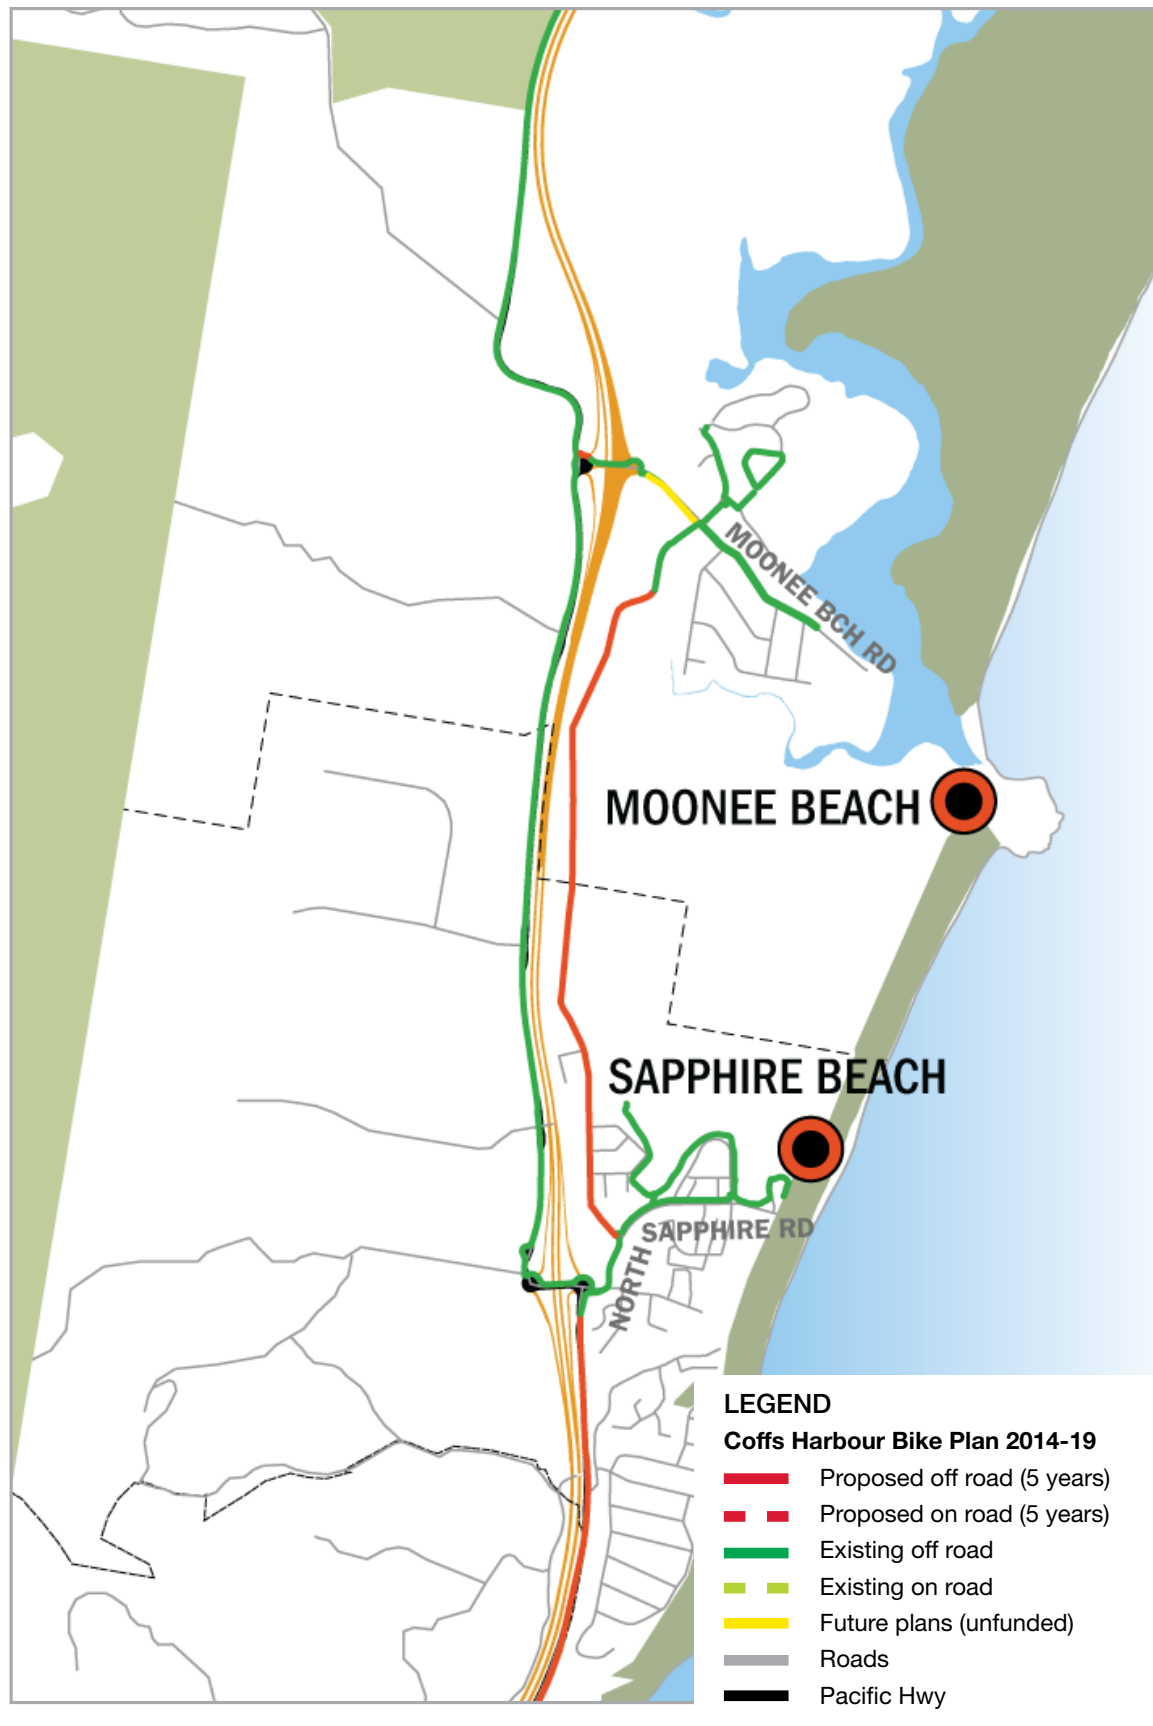 MOONEE BCH RD
MOONEE BEACH
SAPPHIRE BEACH
SAPPHIRE RD
NORTH
LEGEND
Coffs Harbour Bike Plan 2014-19
Proposed off road (5 years)
Proposed on road (5 years)
Existing off road
Existing on road
Future plans (unfunded)
Roads
Pacific Hwy